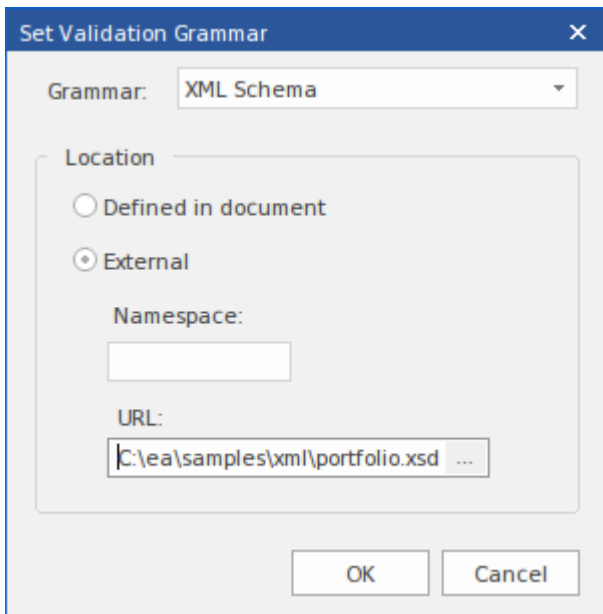 Set Validation Grammar
Grammar: XML Schema
Location
Defined in document
External
Namespace:
URL:
C:\ea\samples\xml\portfolio.xsd ...
OK Cancel